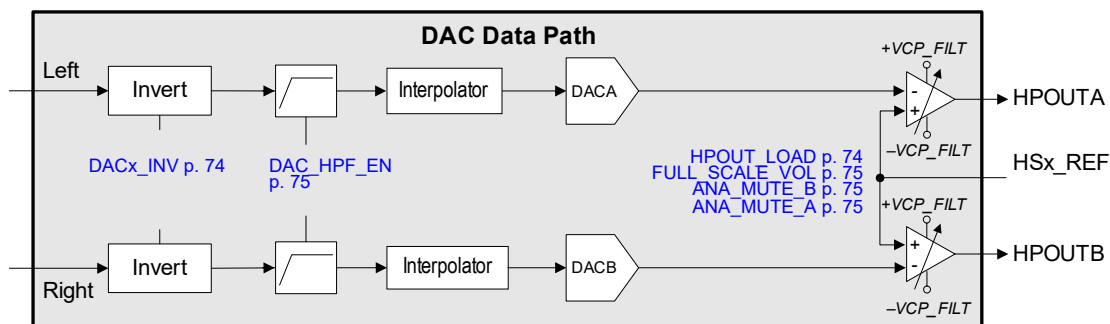 DAC Data Path
+VCP_FILT
Left
Invert
Interpolator
DACA
-
+
HPOUTA
–VCP_FILT
DACx_INV p. 74
DAC_HPF_EN
p. 75
HPOUT_LOAD p. 74
FULL_SCALE_VOL p. 75
ANA_MUTE_B p. 75
ANA_MUTE_A p. 75
HSx_REF
+VCP_FILT
Invert
Interpolator
DACB
+
-
HPOUTB
Right
–VCP_FILT